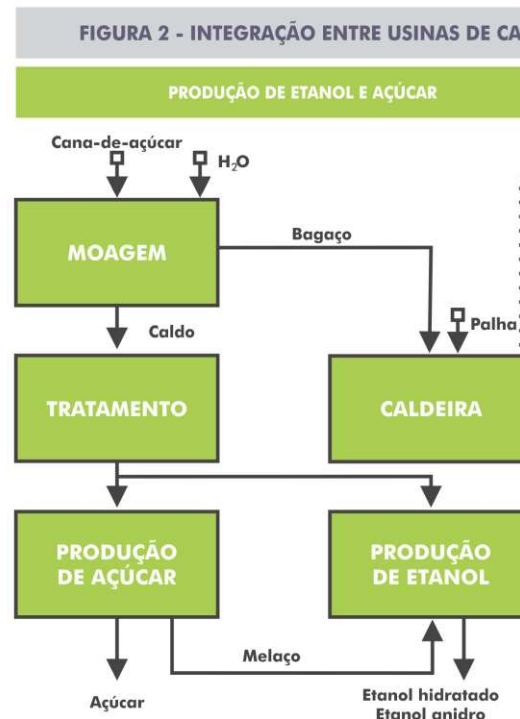 FIGURA 2 - INTEGRAÇÃO ENTRE USINAS DE CA
PRODUÇÃO DE ETANOL E AÇÚCAR
Cana-de-açúcar
H₂O
MOAGEM
Bagaço
Caldo
Palha
TRATAMENTO
CALDEIRA
PRODUÇÃO
DE AÇÚCAR
PRODUÇÃO
DE ETANOL
Melaço
Açúcar
Etanol hidratado
Etanol anidro